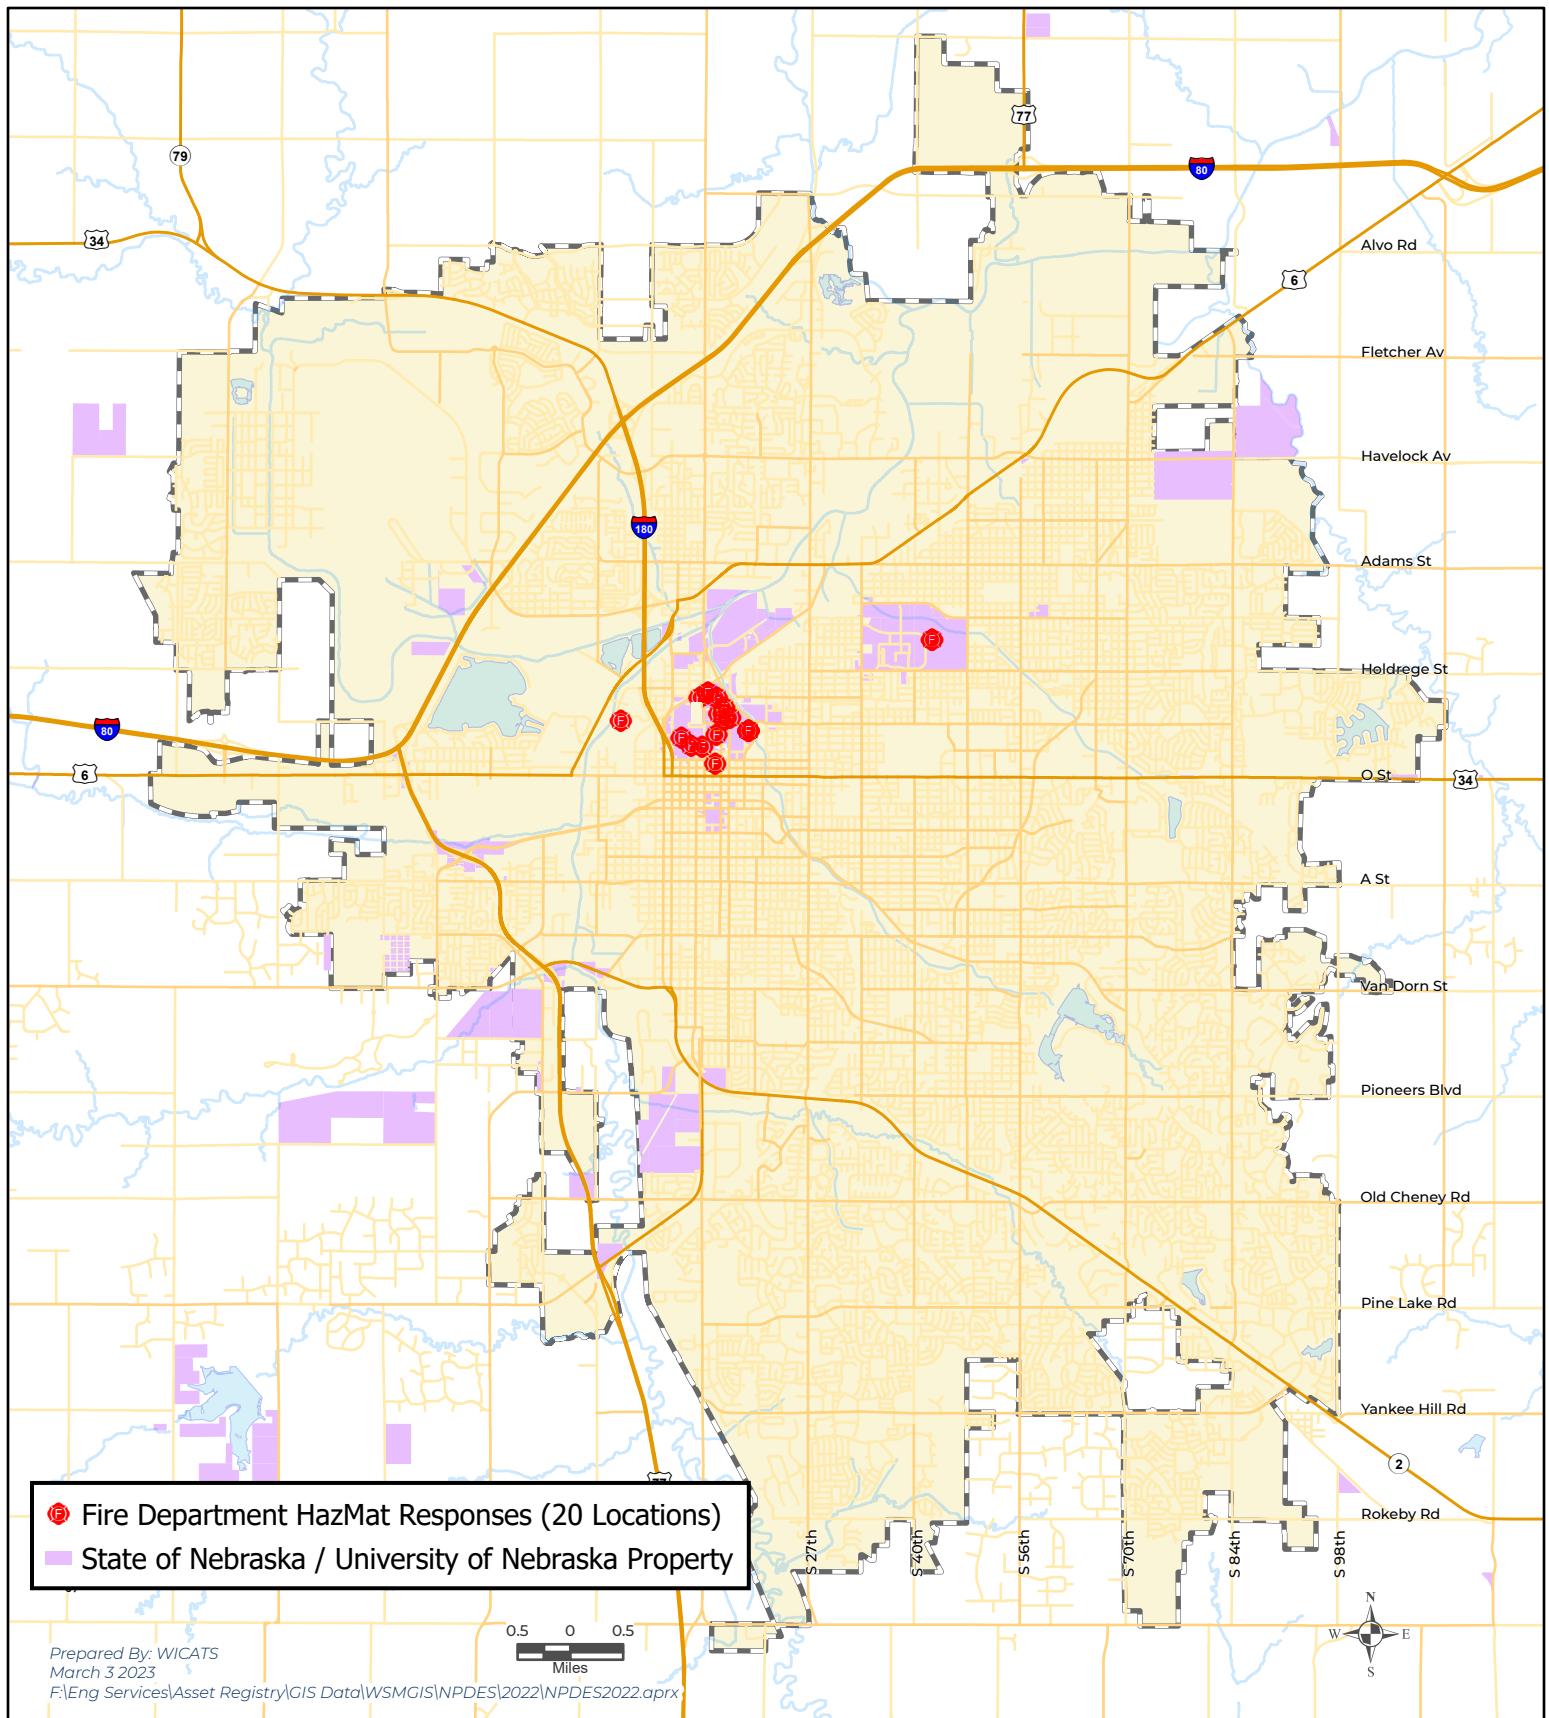 77
79
80
34
Alvo Rd
6
Fletcher Av
Havelock Av
180
Adams St
F
Holdrege St
F
F
F
F
F
F
80
6
O St
34
A St
Van Dorn St
Pioneers Blvd
Old Cheney Rd
Pine Lake Rd
Yankee Hill Rd
2
77
F Fire Department HazMat Responses (20 Locations)
State of Nebraska / University of Nebraska Property
Rokeby Rd
S 27th
S 40th
S 56th
S 70th
S 84th
S 98th
0.5 0 0.5
Miles
N
W E
S
Prepared By: WICATS
March 3 2023
F:\Eng Services\Asset Registry\GIS Data\WSMGIS\NPDES\2022\NPDES2022.aprx